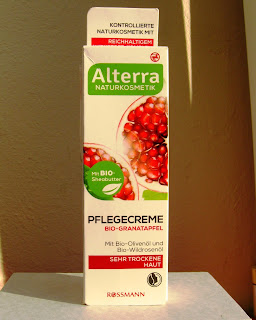 KONTROLLIERTE
NATURKOSMETIK MIT
REICHHALTIGEM
Alterra
NATURKOSMETIK
Mit BIO-
Sheabutter
PFLEGECREME
BIO-GRANATAPFEL
Mit Bio-Olivenöl und
Bio-Wildrosenöl
SEHR TROCKENE
HAUT
ROSSMANN